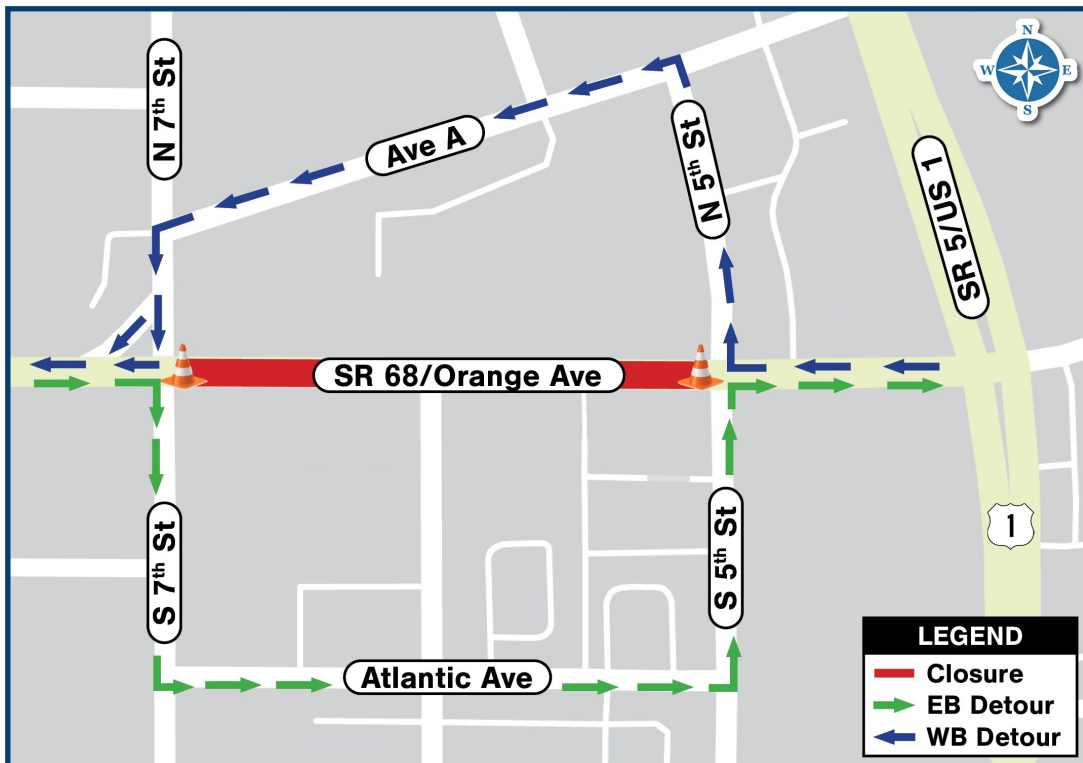 N
W
E
S
N 7th St
Ave A
N 5th St
SR 5/US 1
SR 68/Orange Ave
S 7th St
S 5th St
1
Atlantic Ave
LEGEND
Closure
EB Detour
WB Detour